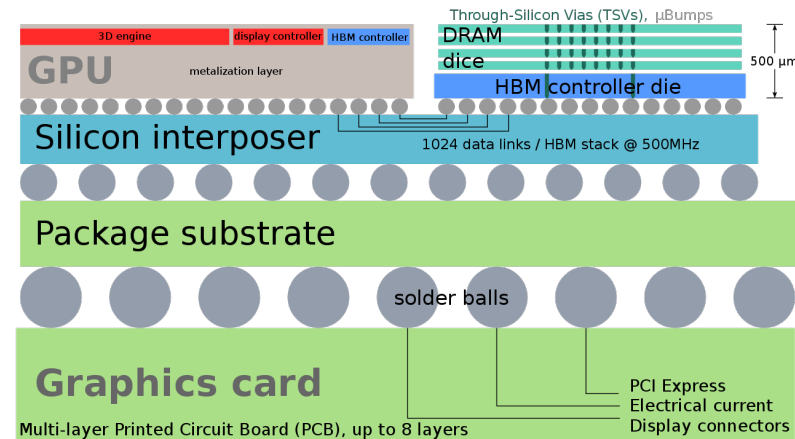 Through-Silicon Vias (TSVs), µBumps
3D engine
display controller
HBM controller
GPU
metalization layer
DRAM
dice
HBM controller die
500 µm
Silicon interposer
1024 data links / HBM stack @ 500MHz
Package substrate
solder balls
Graphics card
PCI Express
Electrical current
Display connectors
Multi-layer Printed Circuit Board (PCB), up to 8 layers